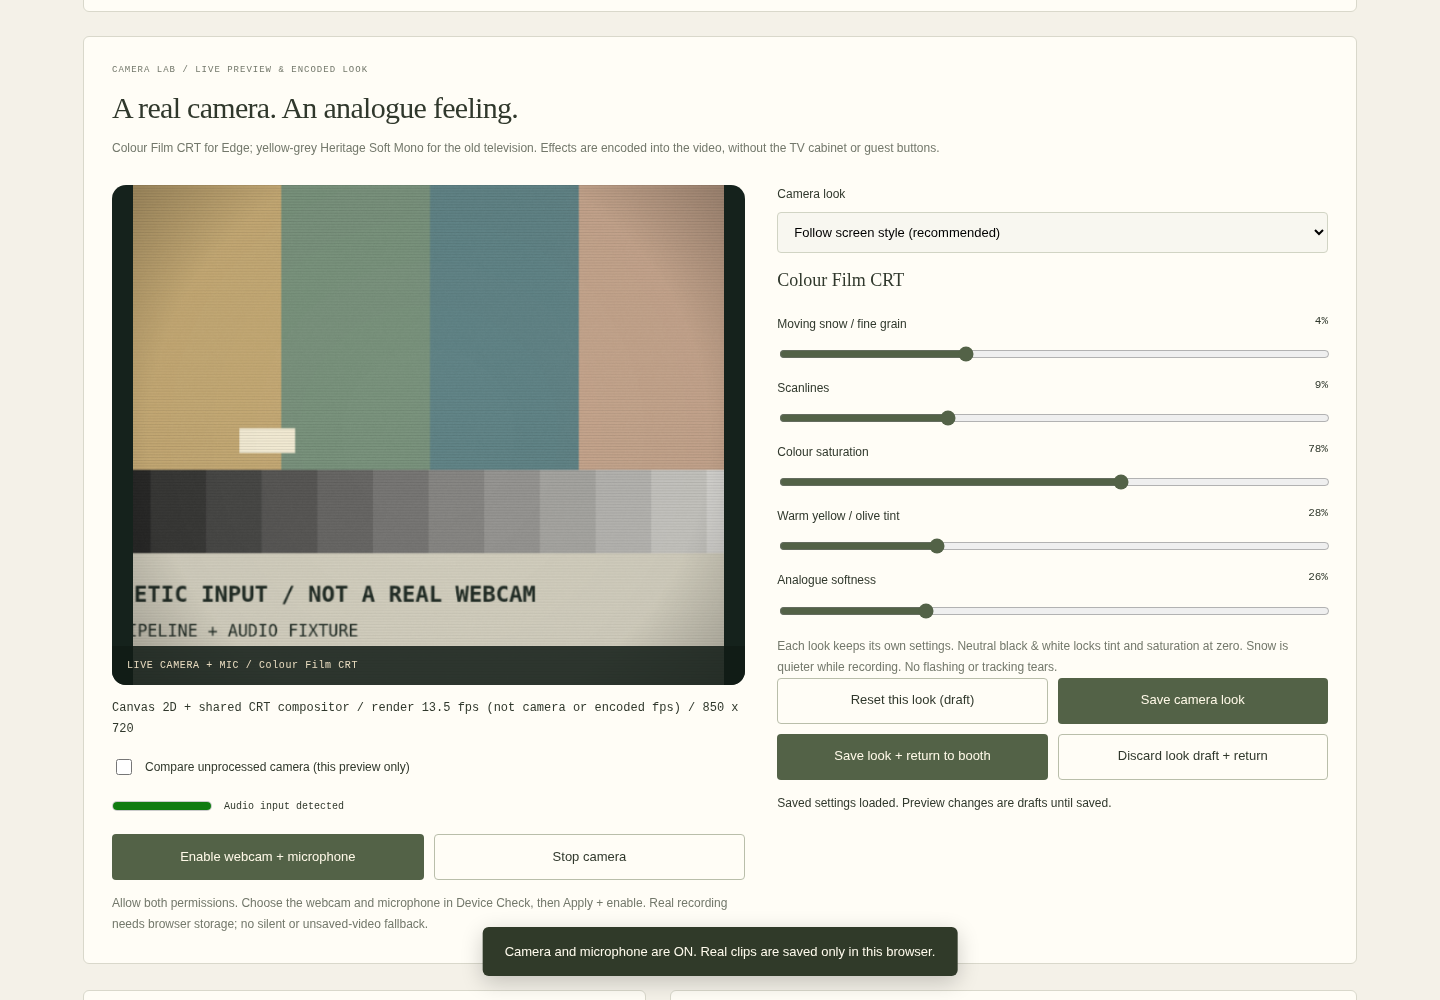 CAMERA LAB / LIVE PREVIEW & ENCODED LOOK
A real camera. An analogue feeling.
Colour Film CRT for Edge; yellow-grey Heritage Soft Mono for the old television. Effects are encoded into the video, without the TV cabinet or guest buttons.
ETIC INPUT / NOT A REAL WEBCAM
IPELINE + AUDIO FIXTURE
LIVE CAMERA + MIC / Colour Film CRT
Canvas 2D + shared CRT compositor / render 13.5 fps (not camera or encoded fps) / 850 x
720
Compare unprocessed camera (this preview only)
Audio input detected
Enable webcam + microphone
Stop camera
Allow both permissions. Choose the webcam and microphone in Device Check, then Apply + enable. Real recording
needs browser storage; no silent or unsaved-video fallback.
Camera look
Follow screen style (recommended)
Colour Film CRT
Moving snow / fine grain 4%
Scanlines 9%
Colour saturation 78%
Warm yellow / olive tint 28%
Analogue softness 26%
Each look keeps its own settings. Neutral black & white locks tint and saturation at zero. Snow is
quieter while recording. No flashing or tracking tears.
Reset this look (draft)
Save camera look
Save look + return to booth
Discard look draft + return
Saved settings loaded. Preview changes are drafts until saved.
Camera and microphone are ON. Real clips are saved only in this browser.